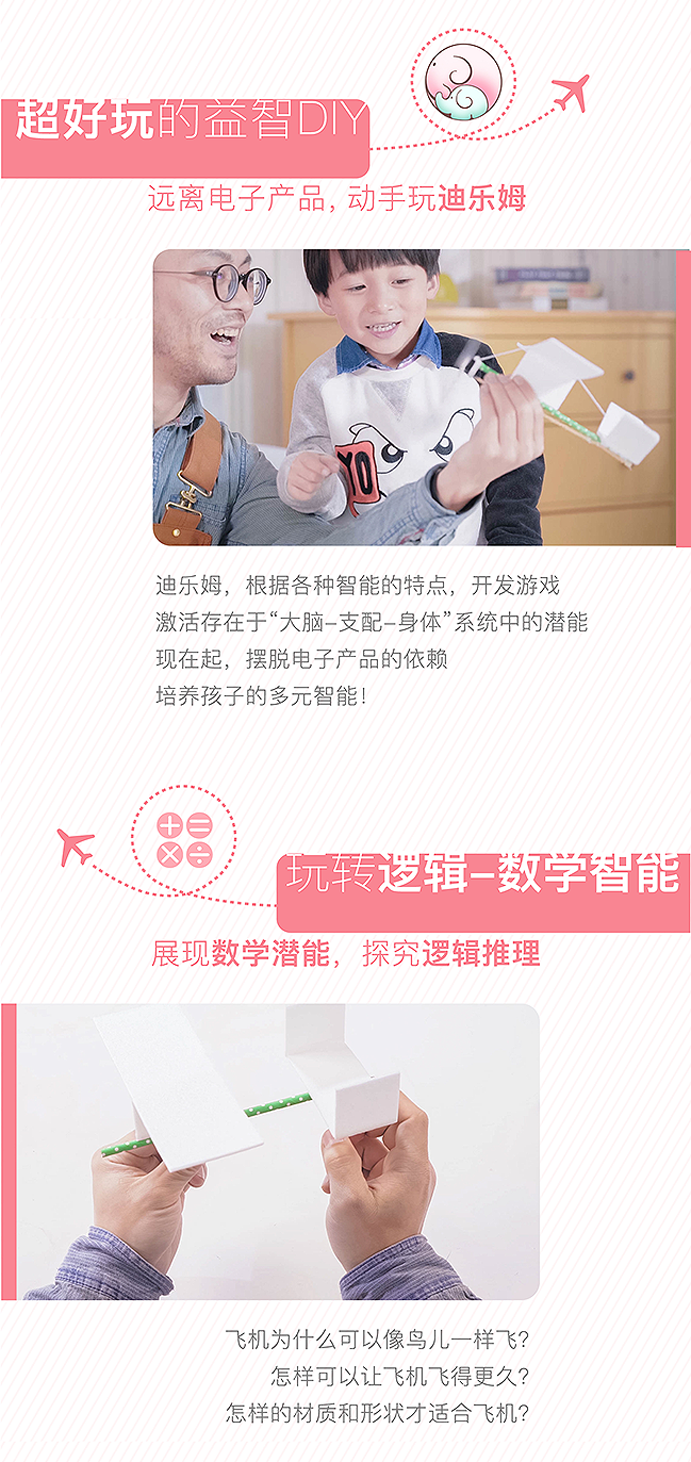 超好玩的益智DIY
远离电子产品, 动手玩迪乐姆
YO
迪乐姆，根据各种智能的特点，开发游戏
激活存在于“大脑–支配–身体”系统中的潜能
现在起，摆脱电子产品的依赖
培养孩子的多元智能！
玩转逻辑–数学智能
展现数学潜能，探究逻辑推理
飞机为什么可以像鸟儿一样飞？
怎样可以让飞机飞得更久？
怎样的材质和形状才适合飞机？